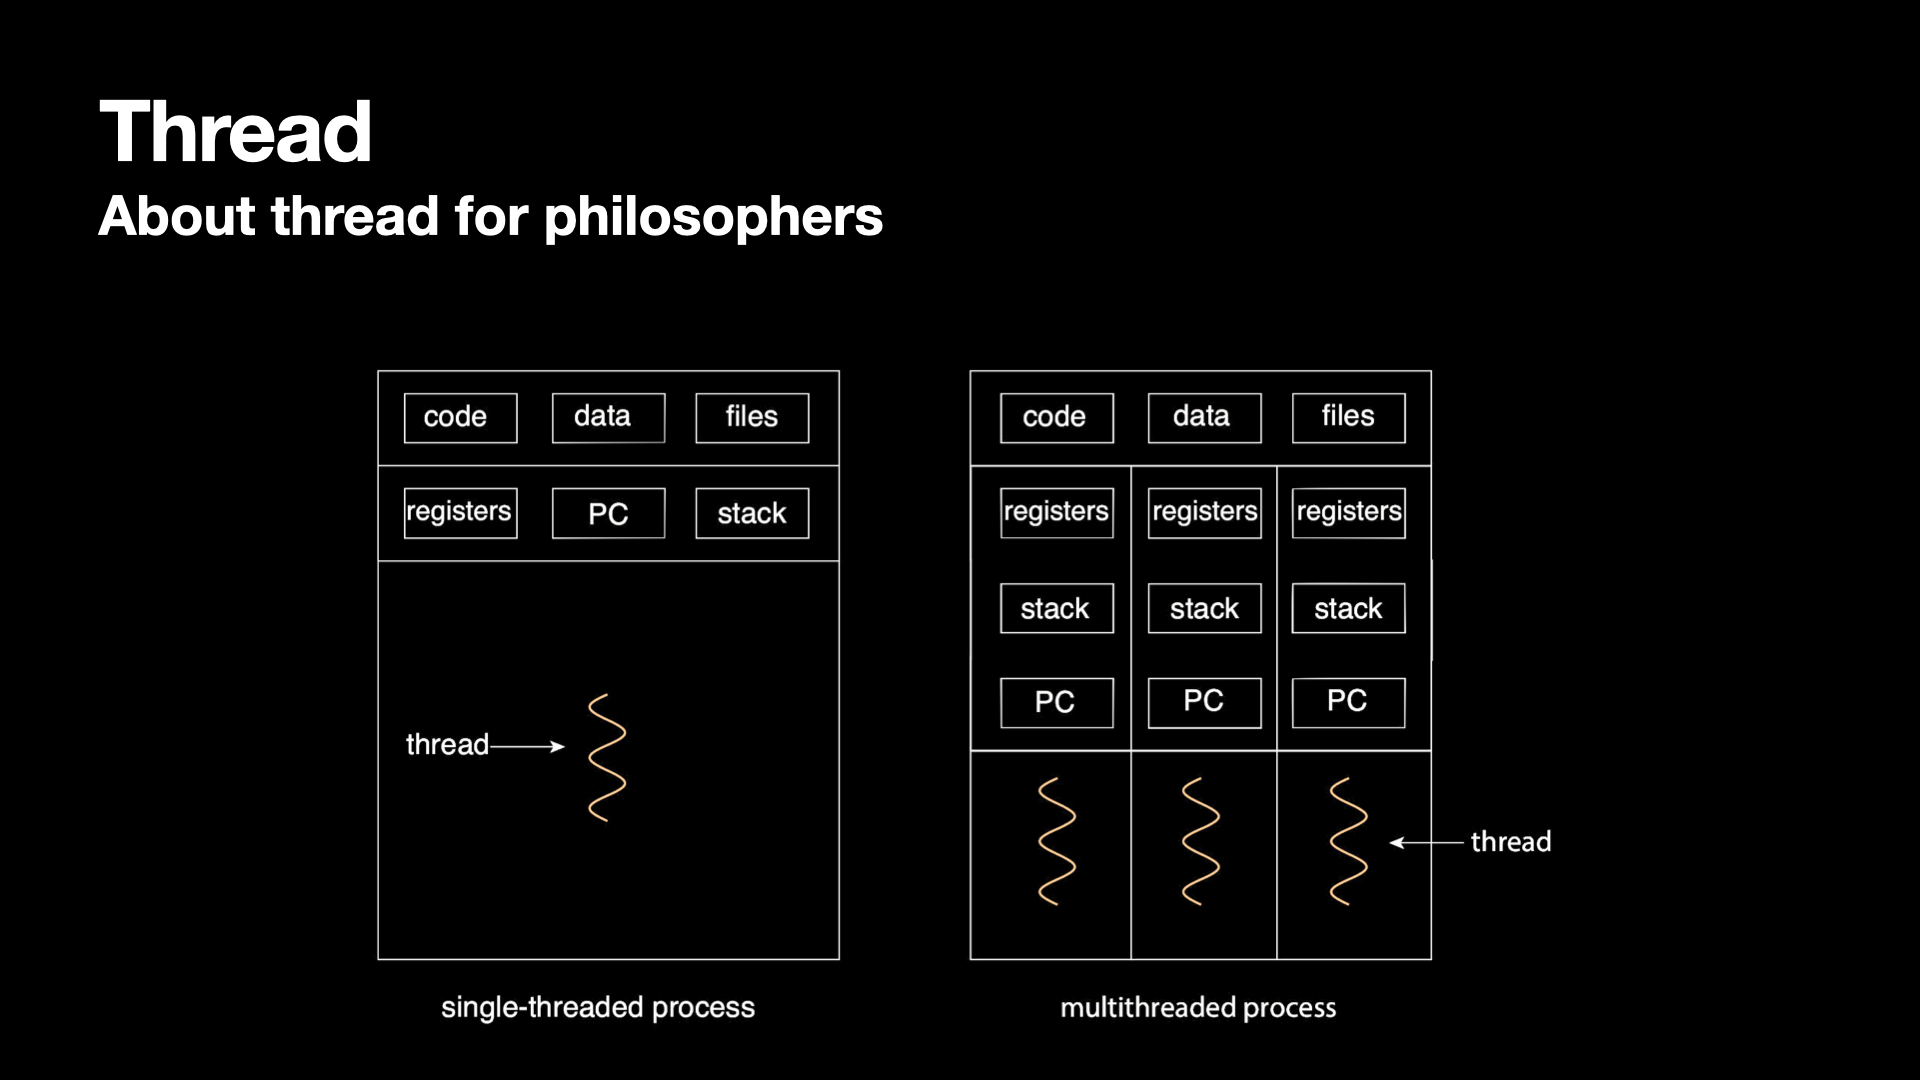 Thread
About thread for philosophers
code data files
registers PC stack
thread
single-threaded process
code data files
registers registers registers
stack stack stack
PC PC PC
thread
multithreaded process